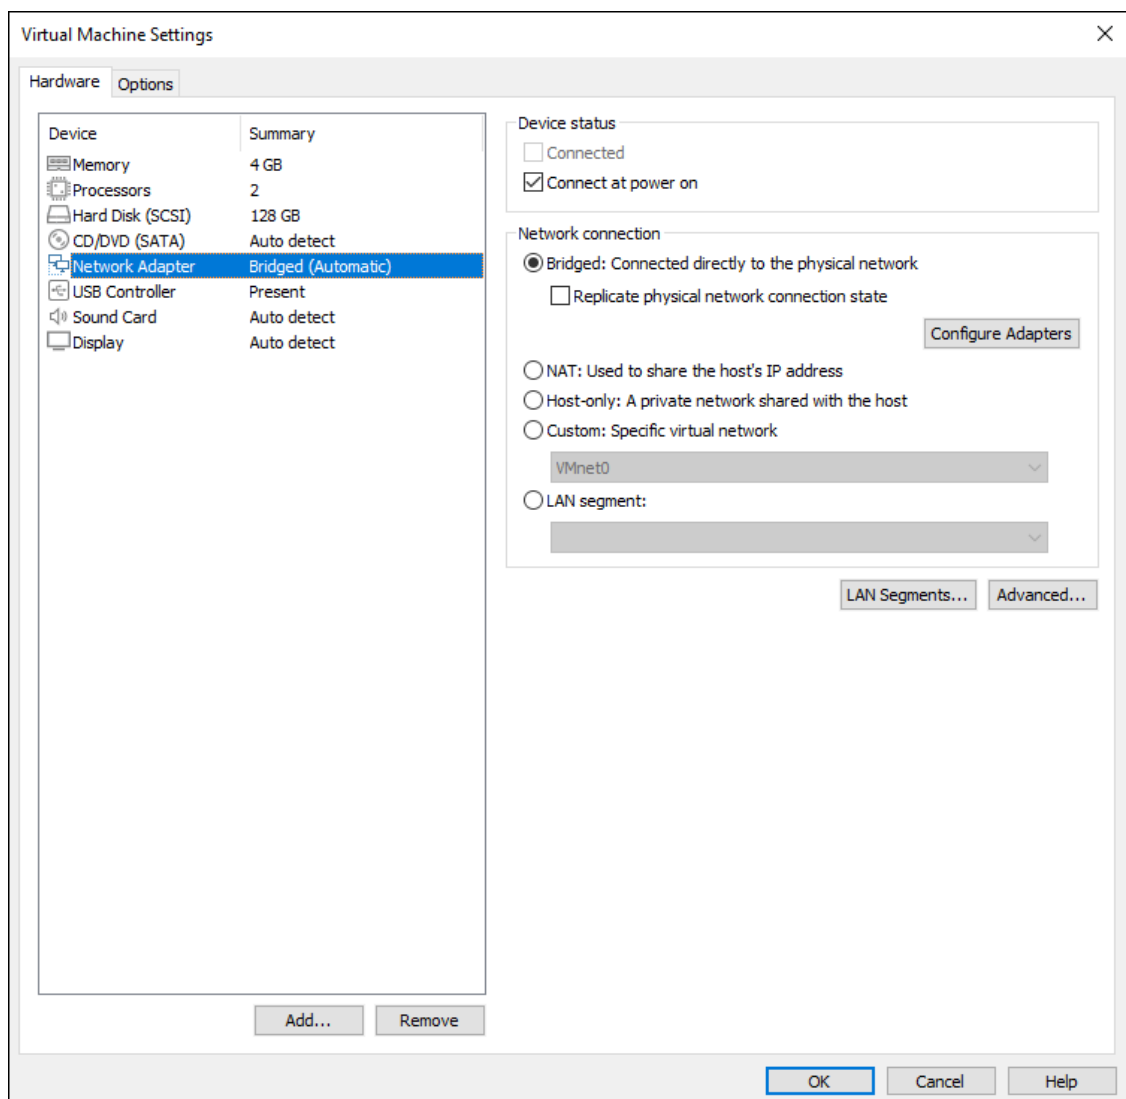 Virtual Machine Settings
Hardware Options
Device Summary
Memory 4 GB
Processors 2
Hard Disk (SCSI) 128 GB
CD/DVD (SATA) Auto detect
Network Adapter Bridged (Automatic)
USB Controller Present
Sound Card Auto detect
Display Auto detect
Add... Remove
Device status
Connected
Connect at power on
Network connection
Bridged: Connected directly to the physical network
Replicate physical network connection state
Configure Adapters
NAT: Used to share the host's IP address
Host-only: A private network shared with the host
Custom: Specific virtual network
VMnet0
LAN segment:
LAN Segments... Advanced...
OK Cancel Help